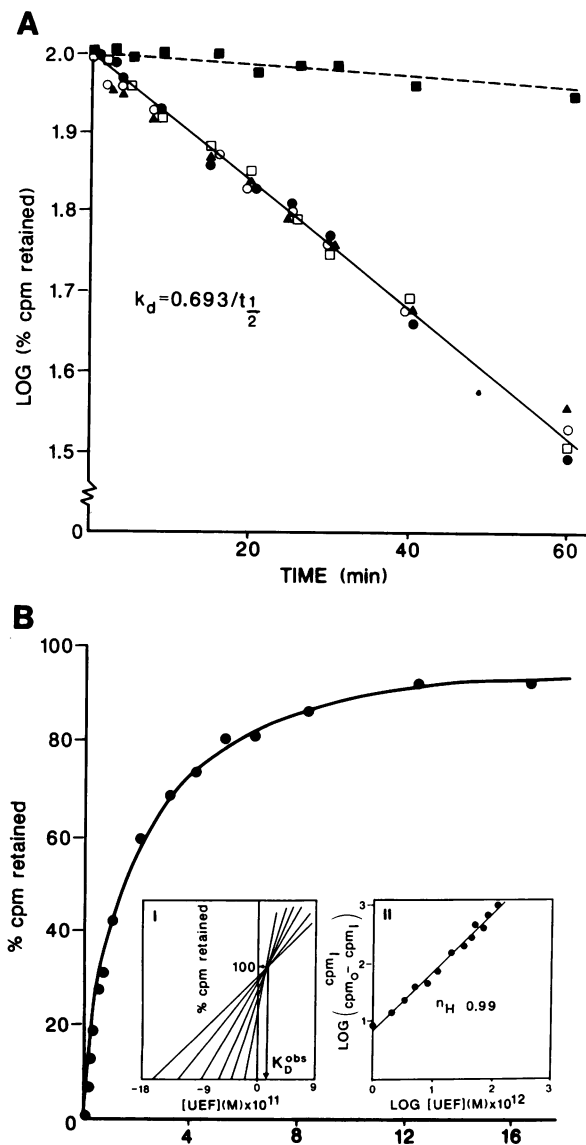 A
2.0
1.9
1.8
1.7
1.6
1.5
0
LOG (% cpm retained)
k_d=0.693/t_1/2
20 40 60
TIME (min)
B
100
80
60
40
20
0
% cpm retained
I
% cpm retained
100
K_D^obs
-18 -9 0 9
[UEF](M)x10^11
II
3
2
1
LOG (cpm_I / cpm_o- cpm_I)
n_H 0.99
0 1 2 3
LOG [UEF](M)x10^12
4 8 12 16